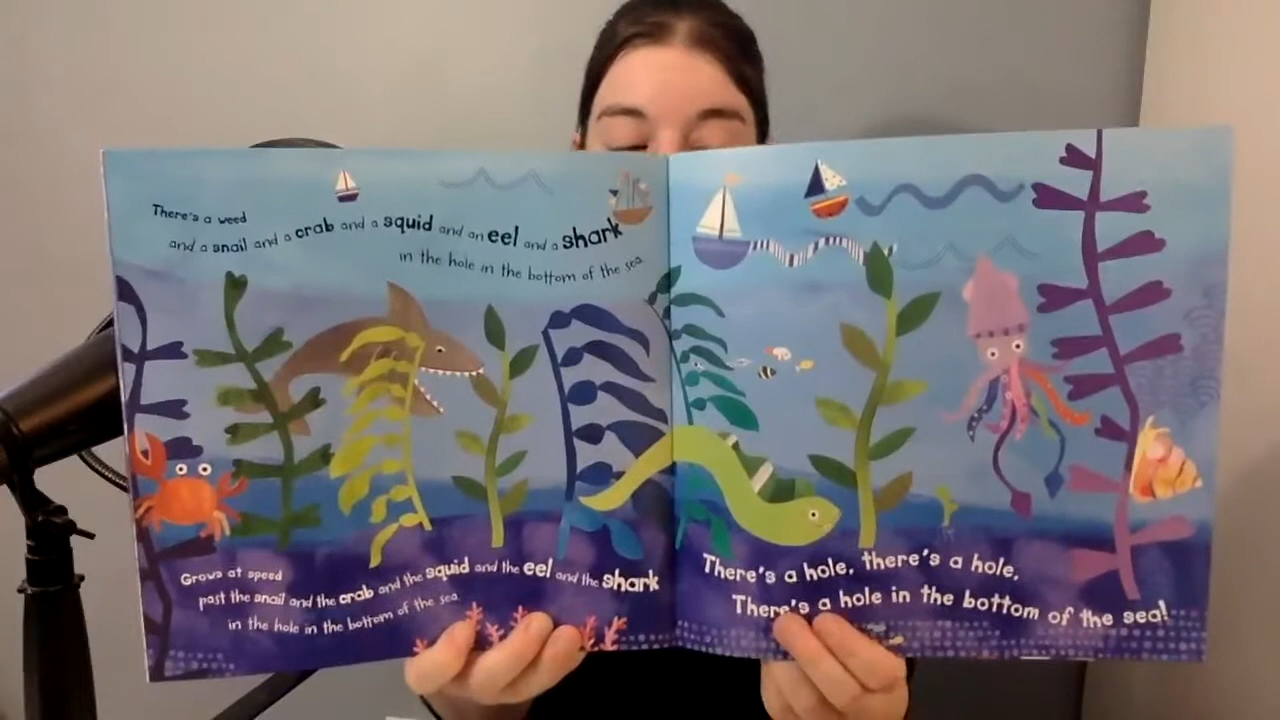 There's a weed
and a snail and a crab and a squid and an eel and a shark
in the hole in the bottom of the sea.
Grows at speed
past the snail and the crab and the squid and the eel and the shark
in the hole in the bottom of the sea.
There's a hole, there's a hole,
There's a hole in the bottom of the sea!